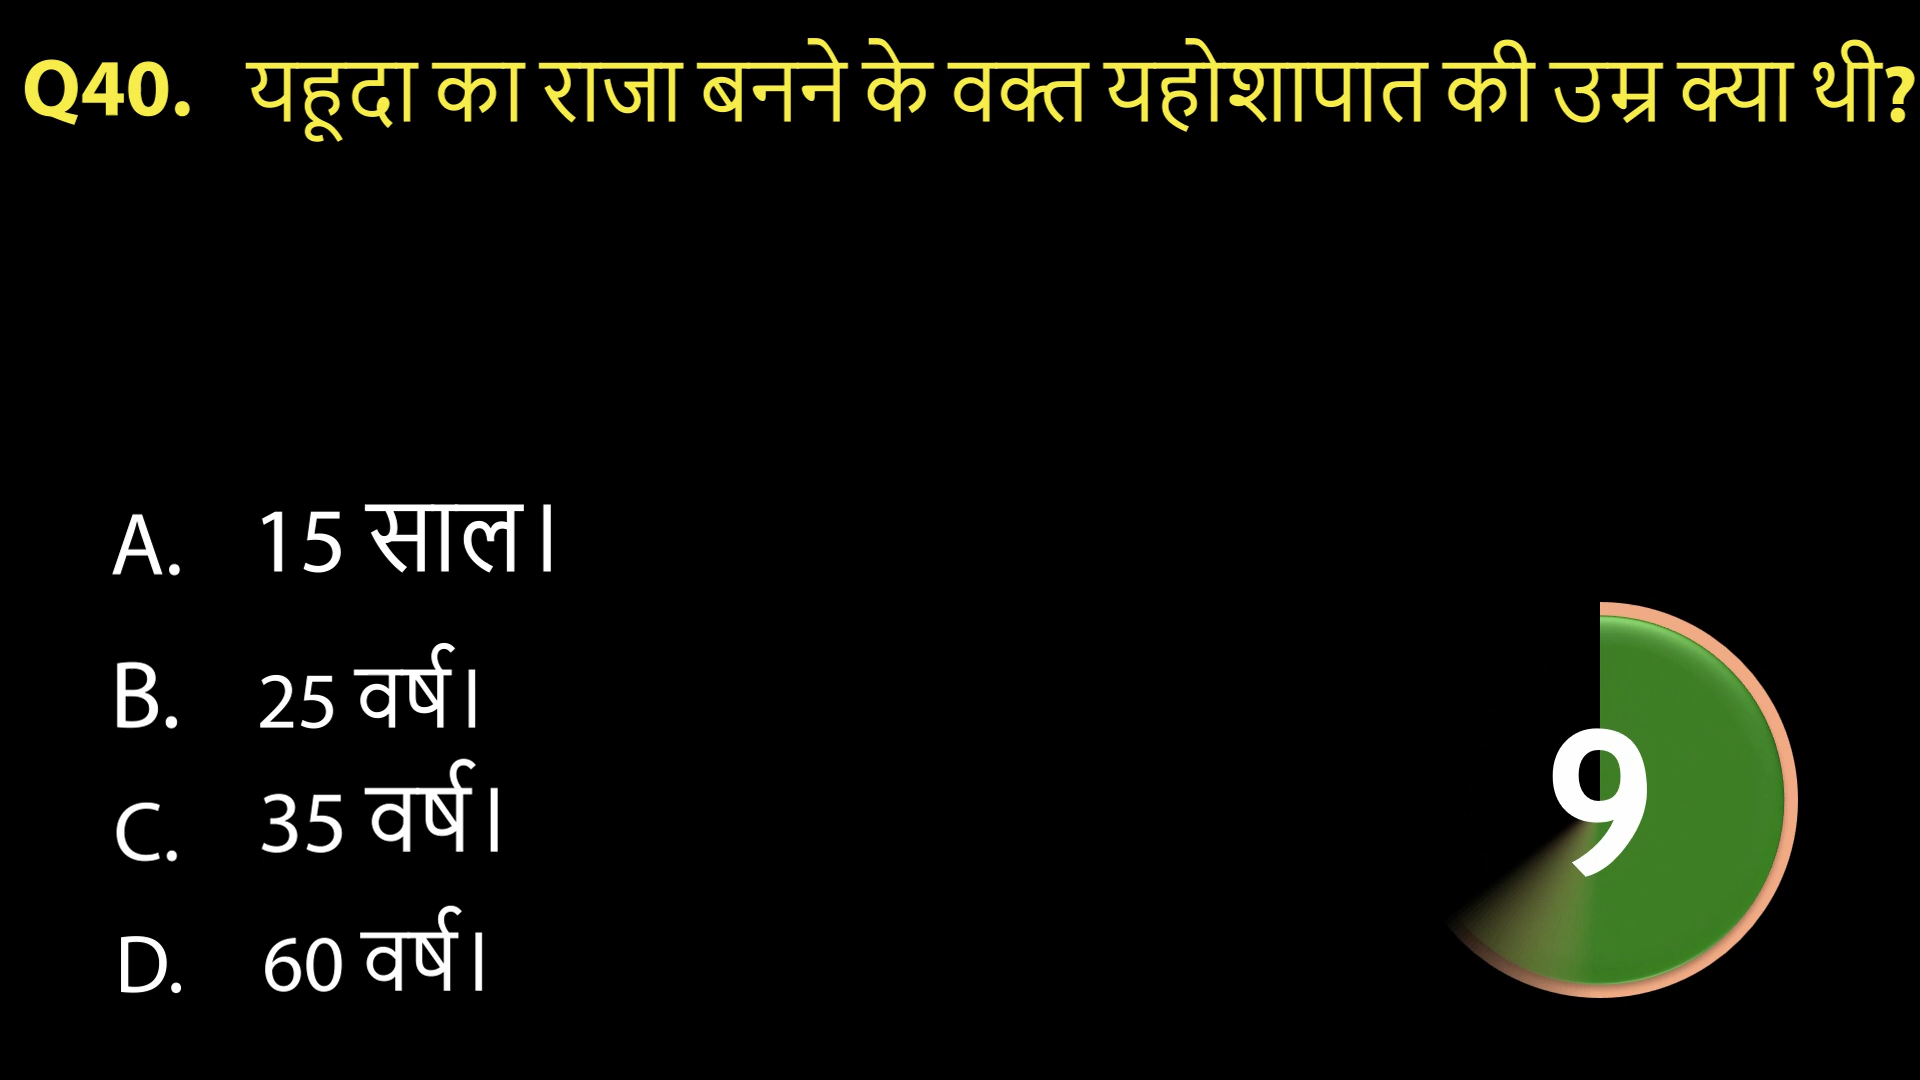 Q40. यहूदा का राजा बनने के वक्त यहोशापात की उम्र क्या थी?
A. 15 साल।
B. 25 वर्ष।
C. 35 वर्ष।
D. 60 वर्ष।
9